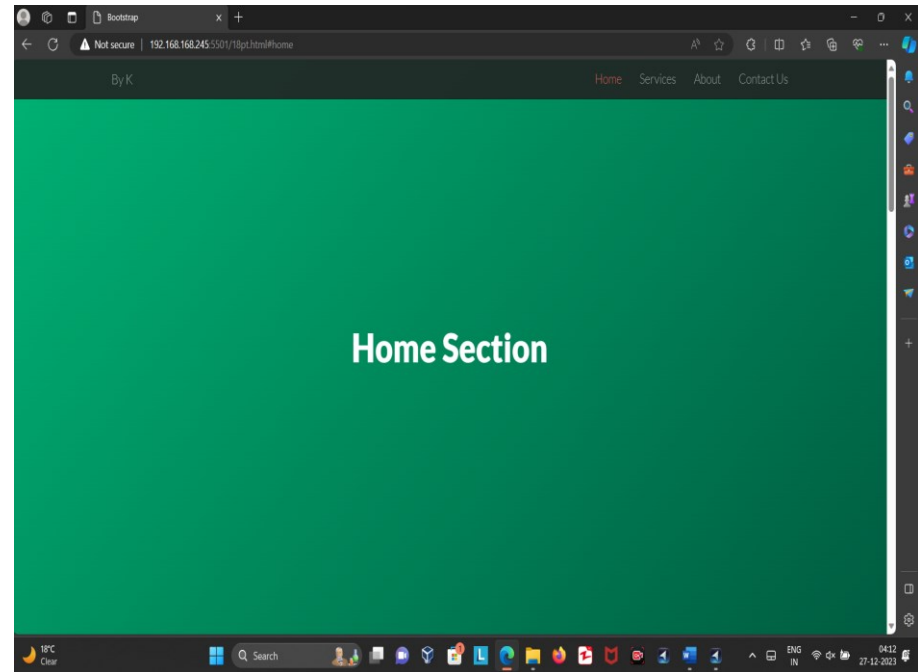 Bootstrap
Not secure | 192.168.168.245:5501/18pt.html#home
By K Home Services About Contact Us
Home Section
18°C
Clear
Search
ENG
IN
04:12
27-12-2023